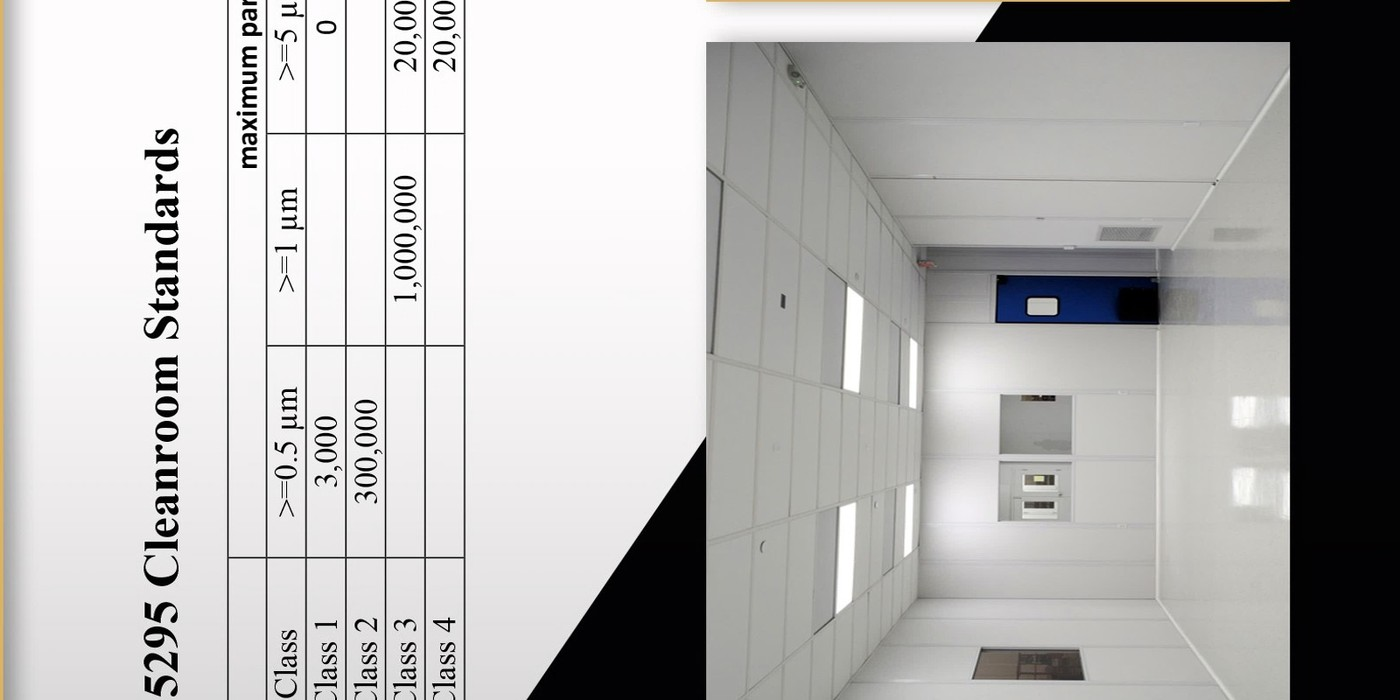 5295 Cleanroom Standards
maximum par
Class >=0.5 µm >=1 µm >=5 µ
Class 1 3,000 0
Class 2 300,000
Class 3 1,000,000 20,00
Class 4 20,00